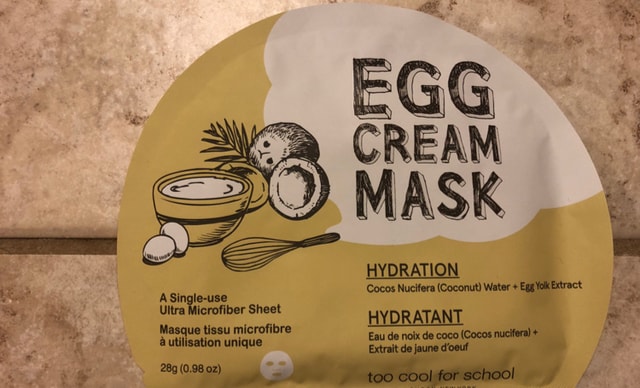 EGG
CREAM
MASK
HYDRATION
Cocos Nucifera (Coconut) Water + Egg Yolk Extract
HYDRATANT
Eau de noix de coco (Cocos nucifera) +
Extrait de jaune d'oeuf
too cool for school
A Single-use
Ultra Microfiber Sheet
Masque tissu microfibre
à utilisation unique
28g (0.98 oz)